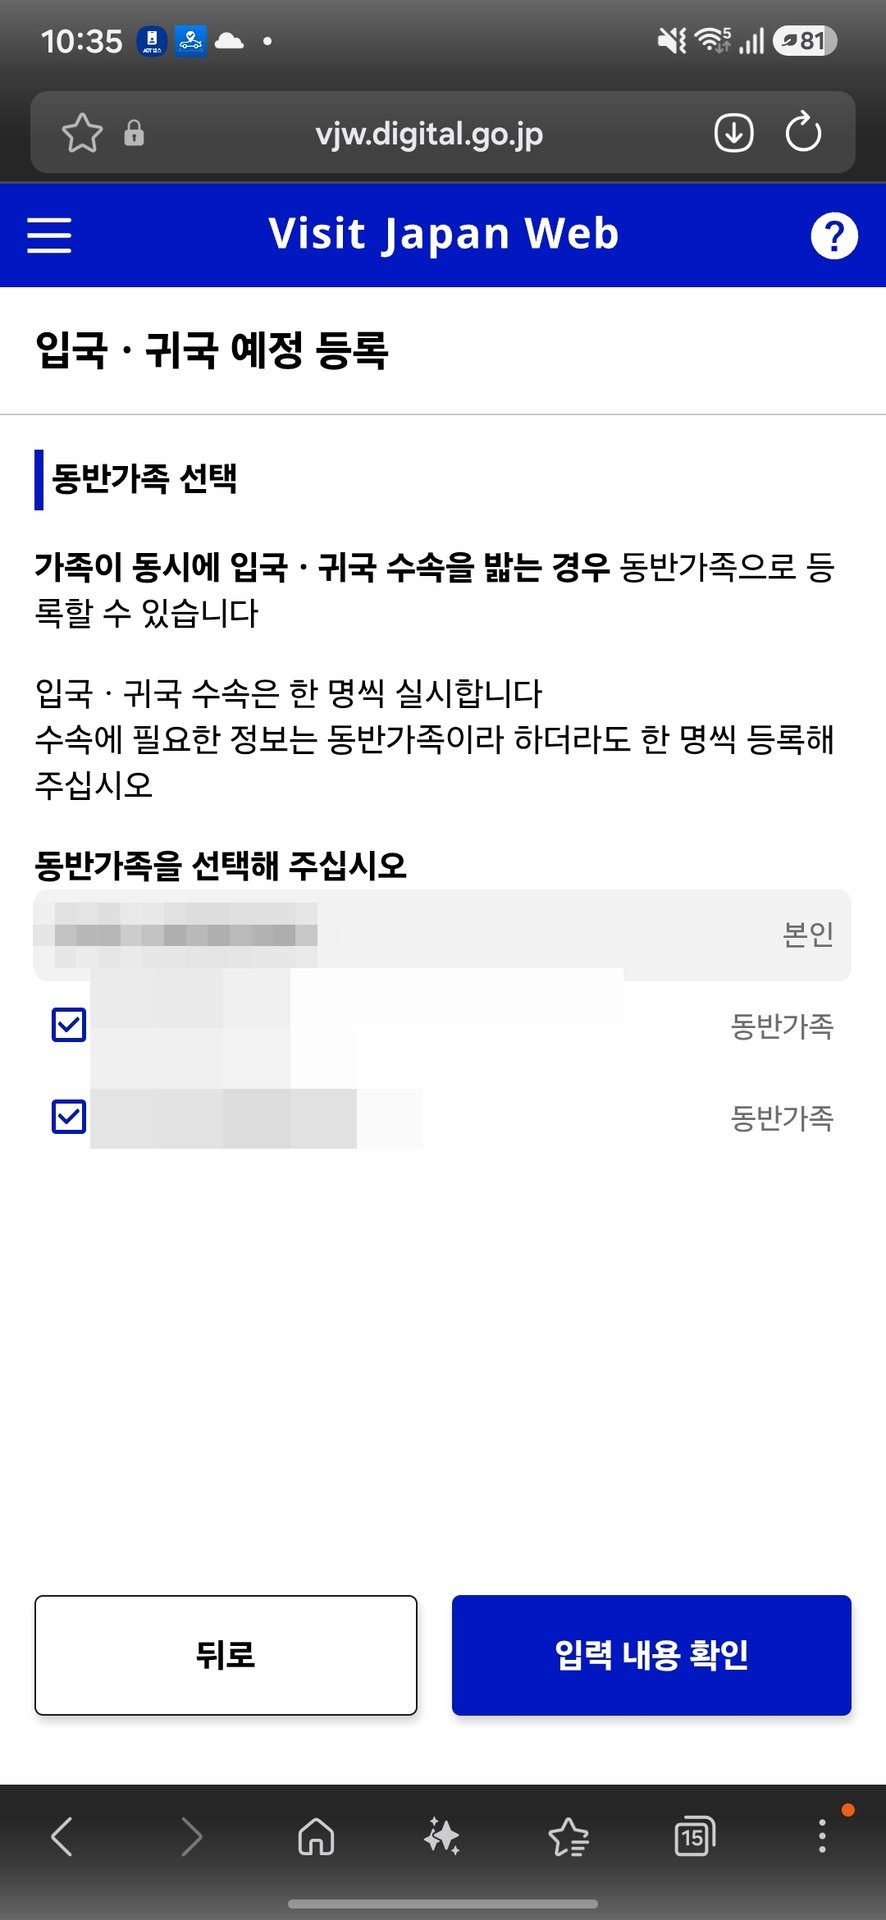 10:35
5
81
vjw.digital.go.jp
Visit Japan Web
?
입국 · 귀국 예정 등록
동반가족 선택
가족이 동시에 입국 · 귀국 수속을 밟는 경우 동반가족으로 등
록할 수 있습니다
입국 · 귀국 수속은 한 명씩 실시합니다
수속에 필요한 정보는 동반가족이라 하더라도 한 명씩 등록해
주십시오
동반가족을 선택해 주십시오
본인
동반가족
동반가족
뒤로
입력 내용 확인
15